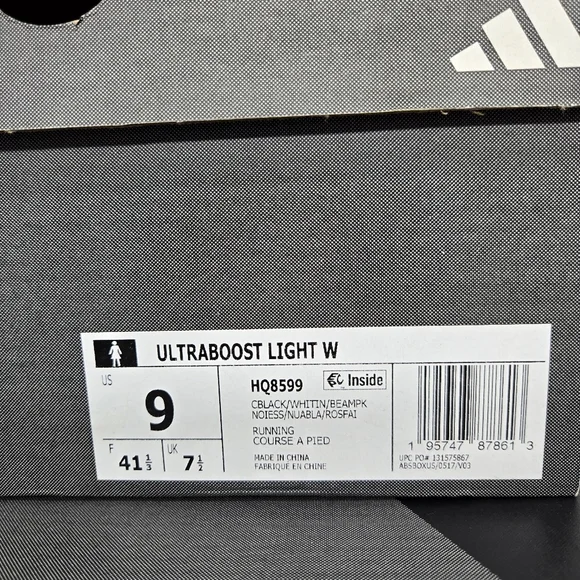 ULTRABOOST LIGHT W
US
9
F
41 1/3
UK
7 1/2
HQ8599
Inside
CBLACK/WHITIN/BEAMPK
NOIESS/NUABLA/ROSFAI
RUNNING
COURSE A PIED
MADE IN CHINA
FABRIQUÉ EN CHINE
1 95747 87861 3
UPC PO# 131575867
ABSBOXUS/0517/V03